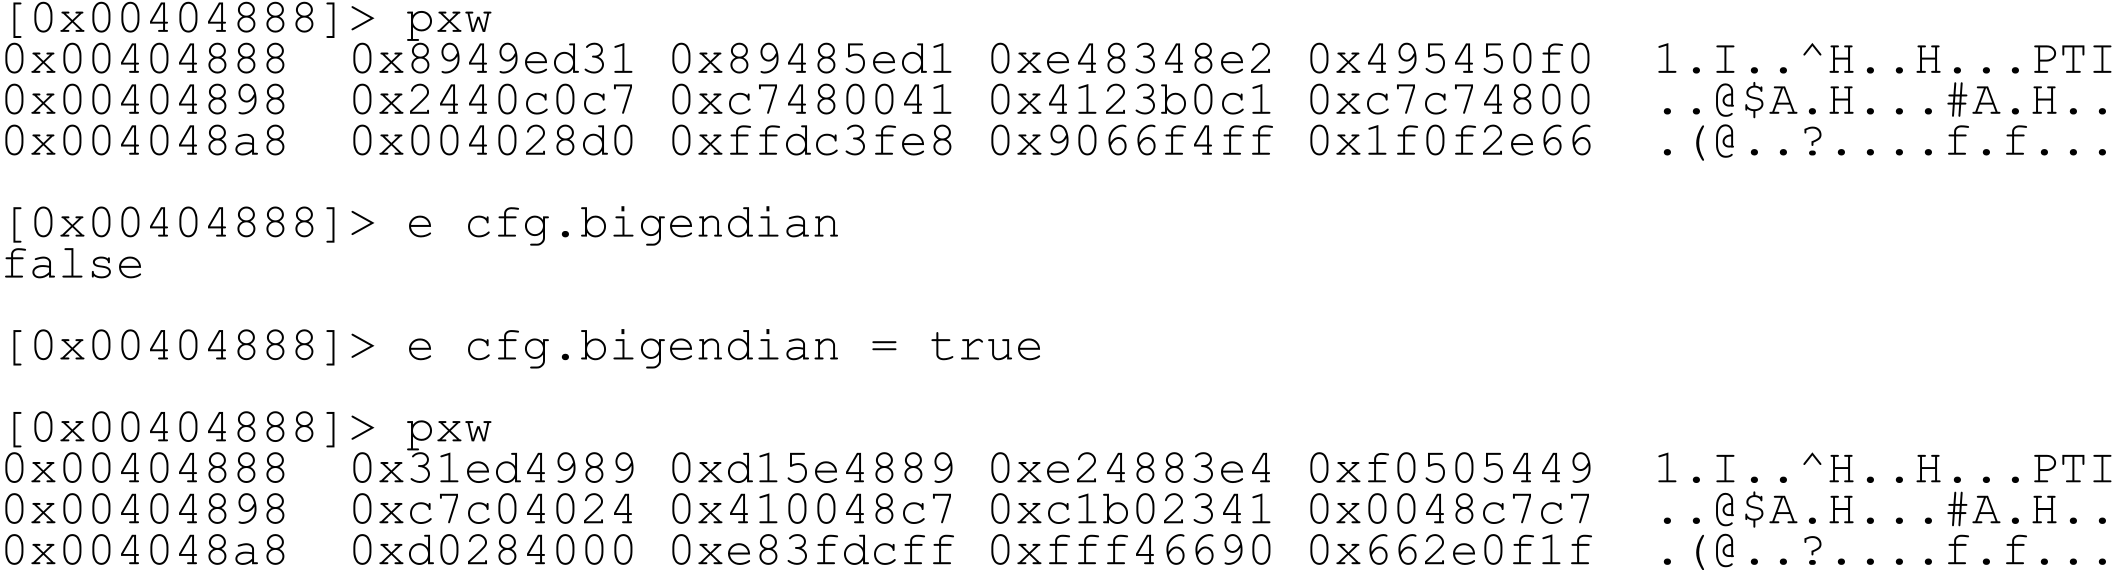 [0x00404888]> pxw
0x00404888  0x8949ed31 0x89485ed1 0xe48348e2 0x495450f0  1.I..^H..H...PTI
0x00404898  0x2440c0c7 0xc7480041 0x4123b0c1 0xc7c74800  ..@$A.H...#A.H..
0x004048a8  0x004028d0 0xffdc3fe8 0x9066f4ff 0x1f0f2e66  .(@..?....f.f...
[0x00404888]> e cfg.bigendian
false
[0x00404888]> e cfg.bigendian = true
[0x00404888]> pxw
0x00404888  0x31ed4989 0xd15e4889 0xe24883e4 0xf0505449  1.I..^H..H...PTI
0x00404898  0xc7c04024 0x410048c7 0xc1b02341 0x0048c7c7  ..@$A.H...#A.H..
0x004048a8  0xd0284000 0xe83fdcff 0xfff46690 0x662e0f1f  .(@..?....f.f...